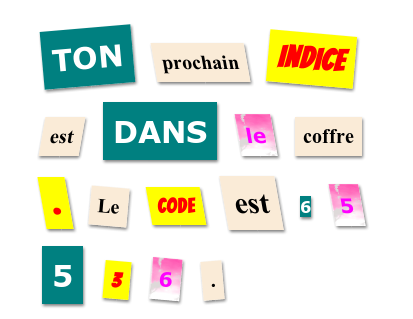 TON prochain INDICE
est DANS le coffre
. Le CODE est 6 5
5 3 6 .